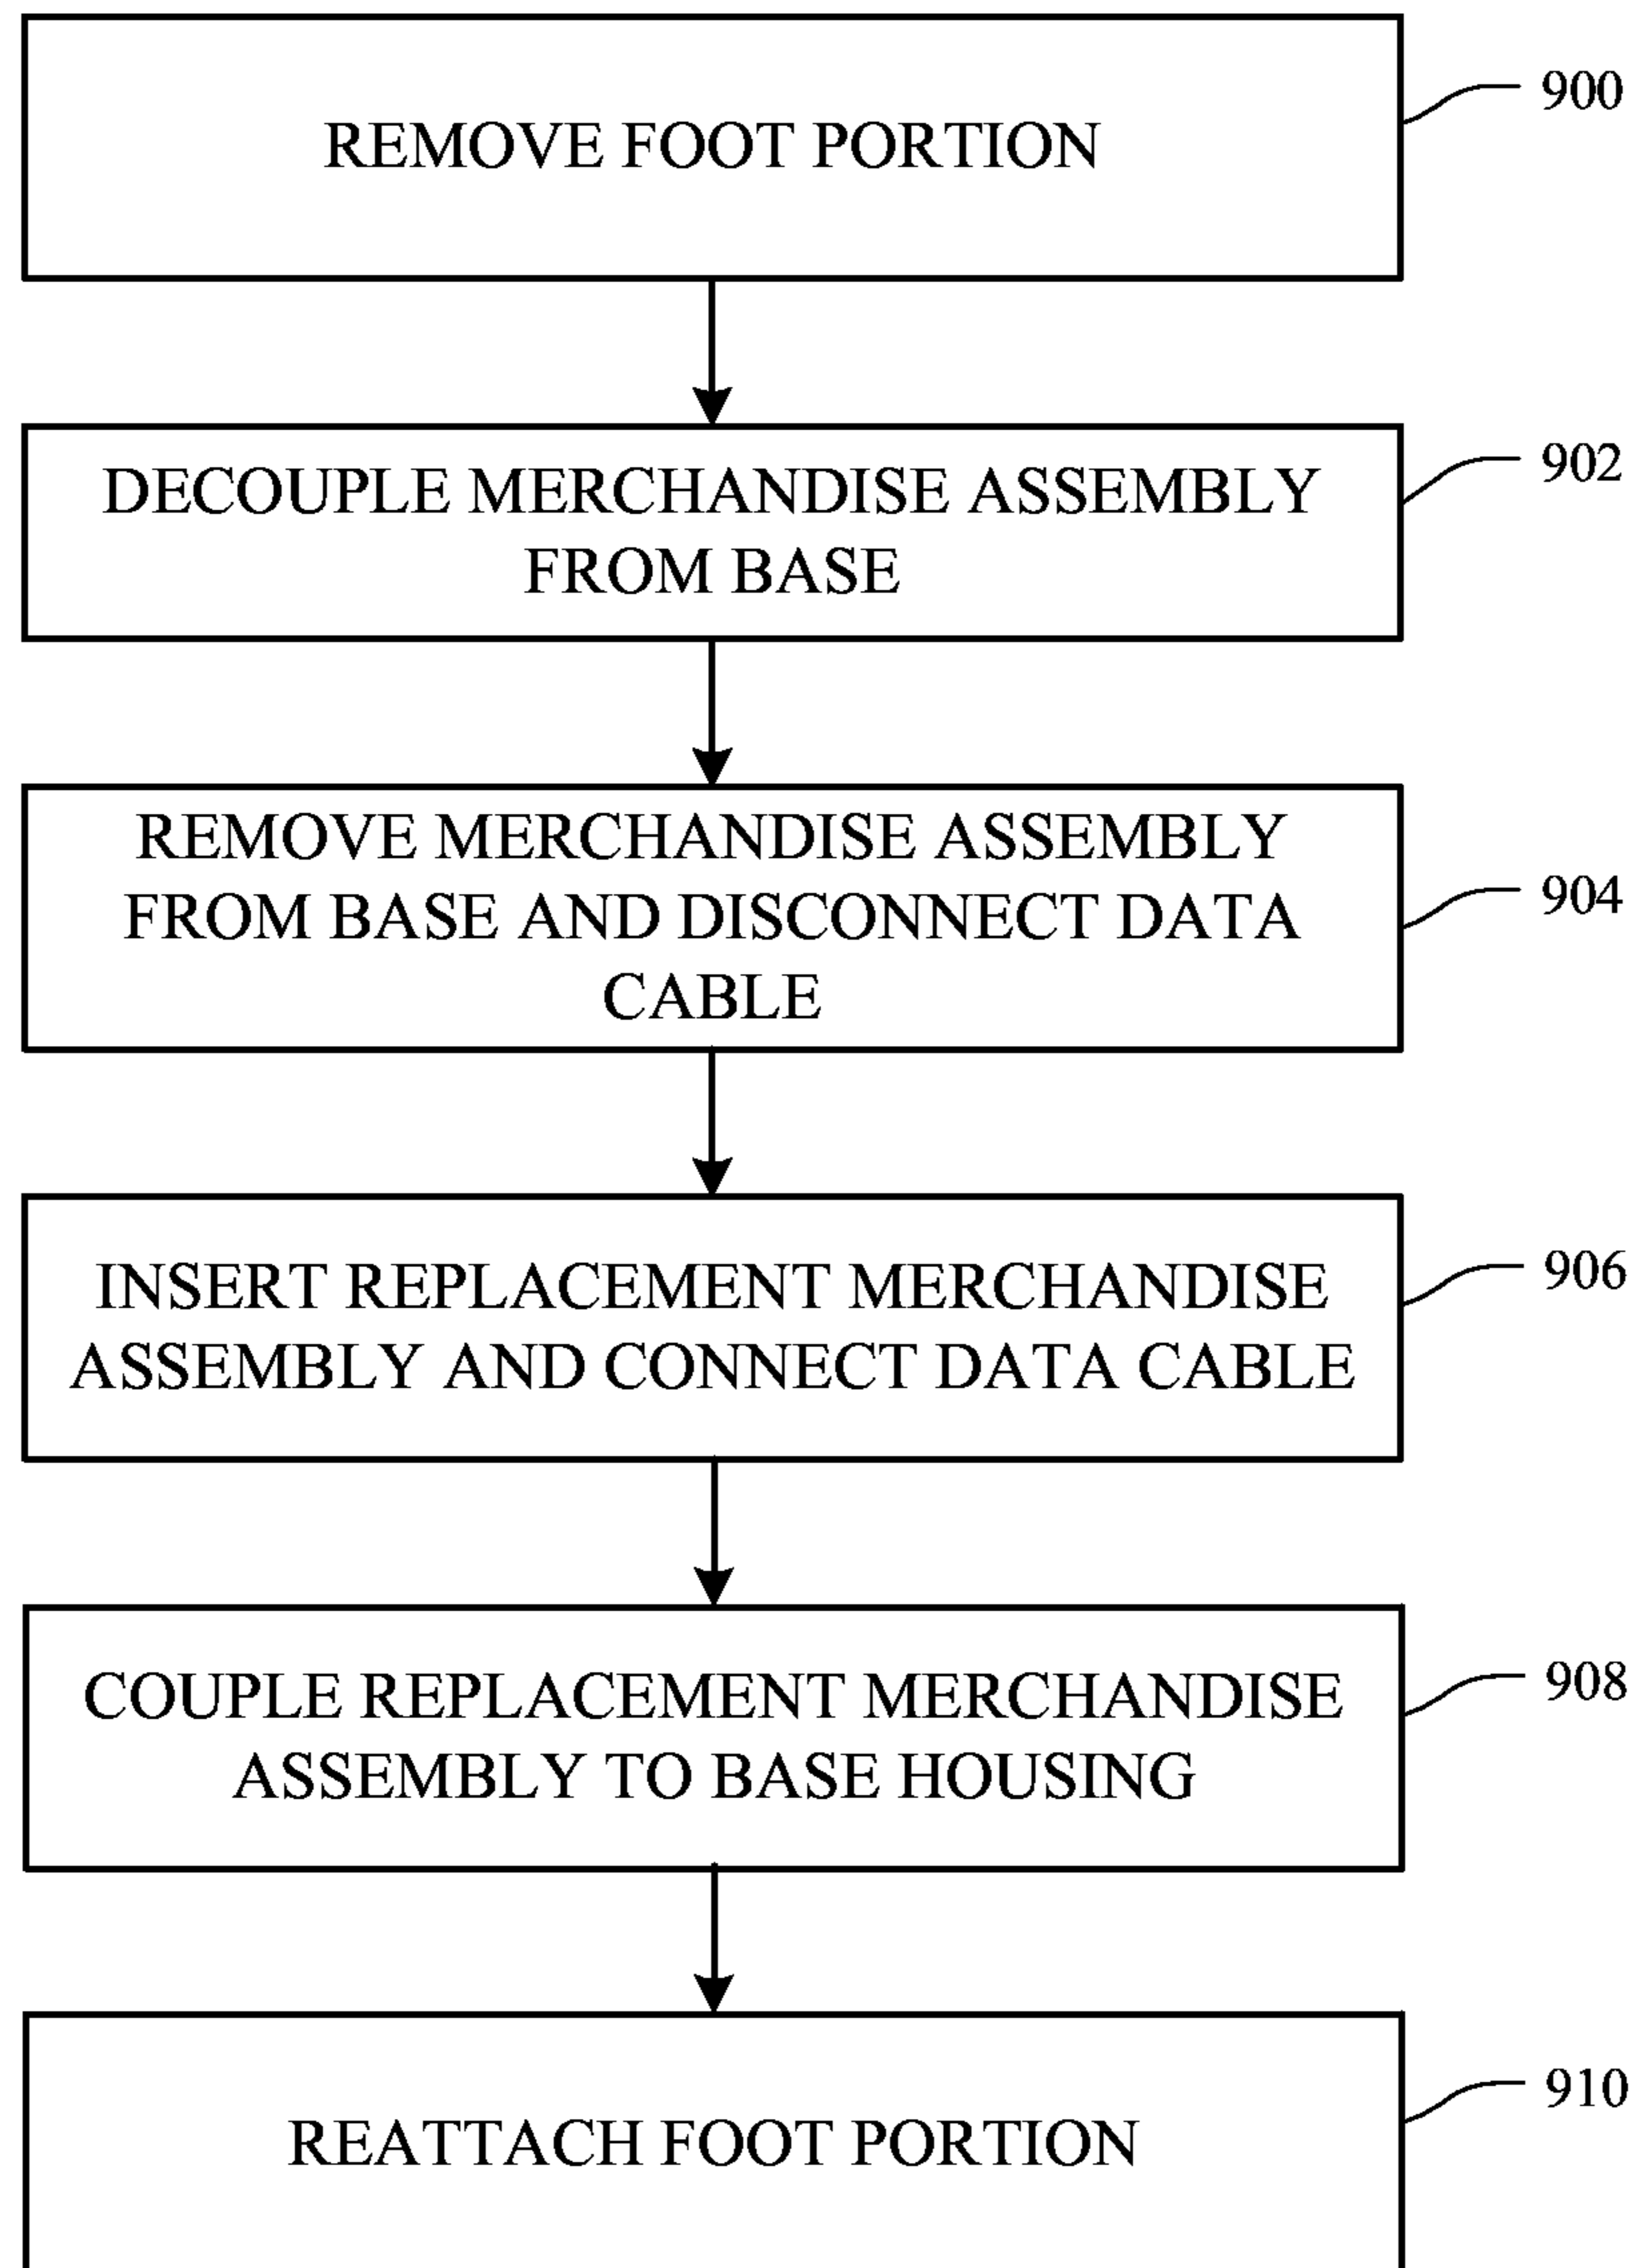 REMOVE FOOT PORTION
900
DECOUPLE MERCHANDISE ASSEMBLY
FROM BASE
902
REMOVE MERCHANDISE ASSEMBLY
FROM BASE AND DISCONNECT DATA
CABLE
904
INSERT REPLACEMENT MERCHANDISE
ASSEMBLY AND CONNECT DATA CABLE
906
COUPLE REPLACEMENT MERCHANDISE
ASSEMBLY TO BASE HOUSING
908
REATTACH FOOT PORTION
910